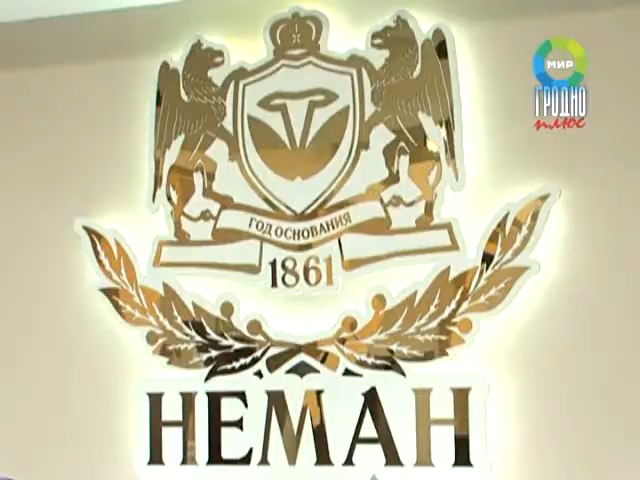 МИР
ГРОДНО
плюс
ГОД ОСНОВАНИЯ
1861
НЕМАН